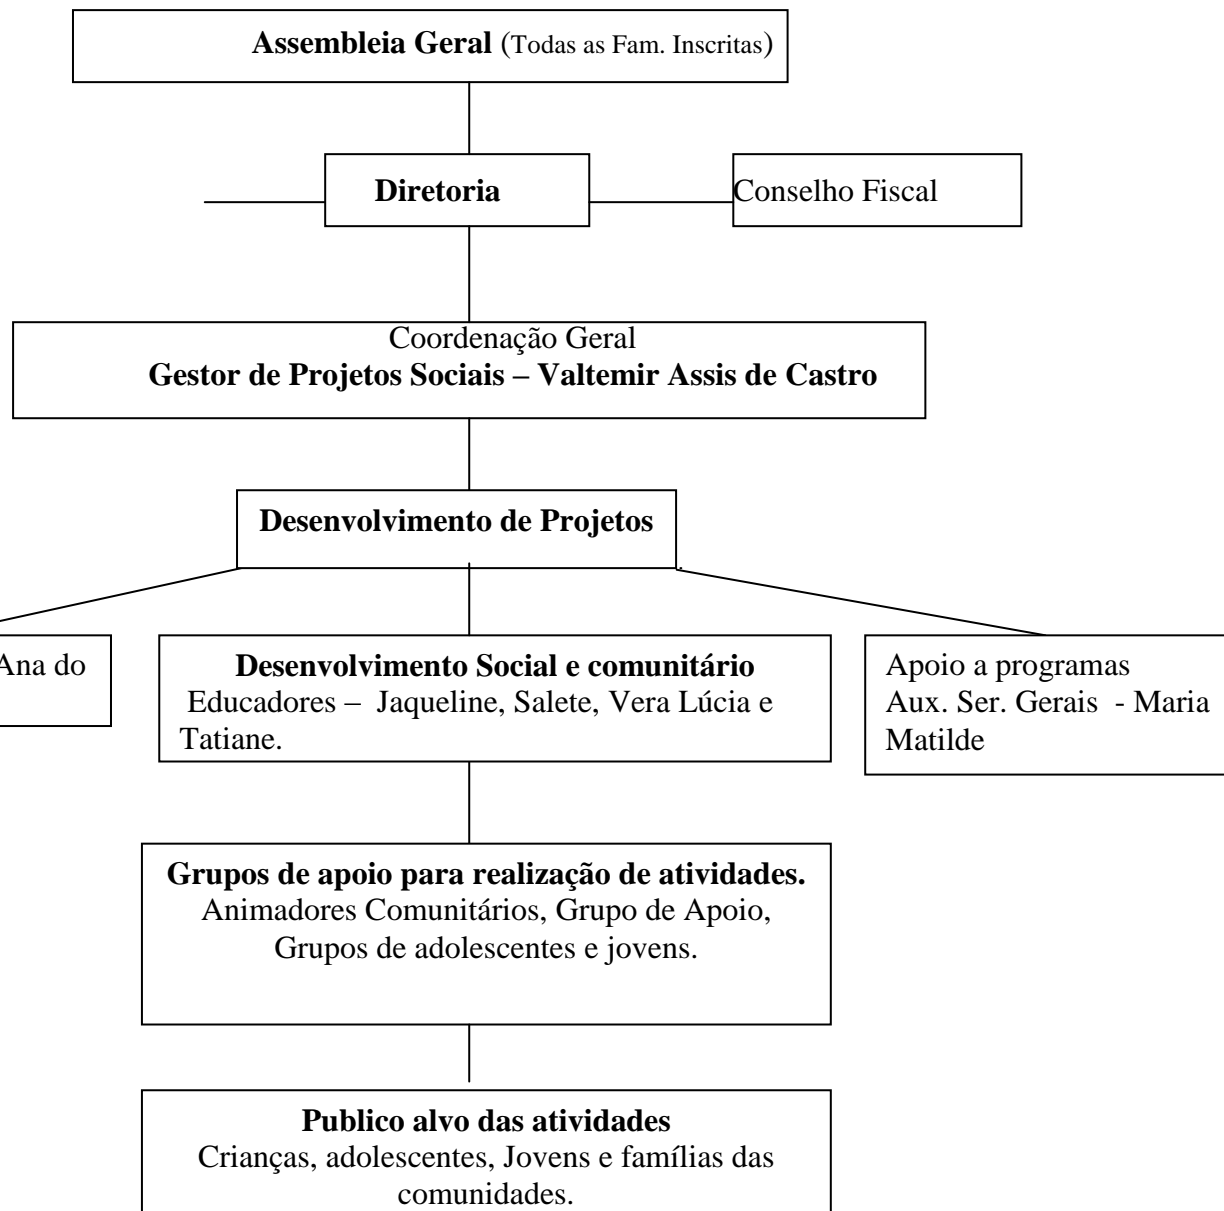 Assembleia Geral (Todas as Fam. Inscritas)
Diretoria
Conselho Fiscal
Coordenação Geral
Gestor de Projetos Sociais – Valtemir Assis de Castro
Desenvolvimento de Projetos
Ana do
Desenvolvimento Social e comunitário
Educadores – Jaqueline, Salete, Vera Lúcia e
Tatiane.
Apoio a programas
Aux. Ser. Gerais - Maria
Matilde
Grupos de apoio para realização de atividades.
Animadores Comunitários, Grupo de Apoio,
Grupos de adolescentes e jovens.
Publico alvo das atividades
Crianças, adolescentes, Jovens e famílias das
comunidades.